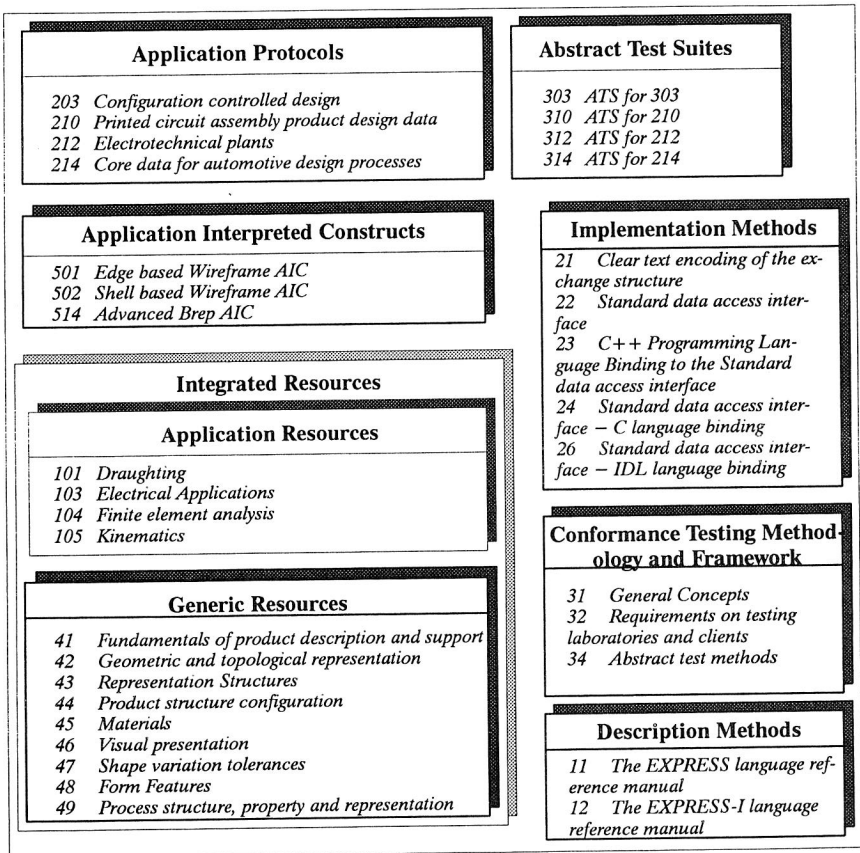 Application Protocols
203 Configuration controlled design
210 Printed circuit assembly product design data
212 Electrotechnical plants
214 Core data for automotive design processes
Abstract Test Suites
303 ATS for 303
310 ATS for 210
312 ATS for 212
314 ATS for 214
Application Interpreted Constructs
501 Edge based Wireframe AIC
502 Shell based Wireframe AIC
514 Advanced Brep AIC
Implementation Methods
21 Clear text encoding of the ex-
change structure
22 Standard data access inter-
face
23 C++ Programming Lan-
guage Binding to the Standard
data access interface
24 Standard data access inter-
face – C language binding
26 Standard data access inter-
face – IDL language binding
Integrated Resources
Application Resources
101 Draughting
103 Electrical Applications
104 Finite element analysis
105 Kinematics
Conformance Testing Method-
ology and Framework
31 General Concepts
32 Requirements on testing
laboratories and clients
34 Abstract test methods
Generic Resources
41 Fundamentals of product description and support
42 Geometric and topological representation
43 Representation Structures
44 Product structure configuration
45 Materials
46 Visual presentation
47 Shape variation tolerances
48 Form Features
49 Process structure, property and representation
Description Methods
11 The EXPRESS language ref-
erence manual
12 The EXPRESS-I language
reference manual